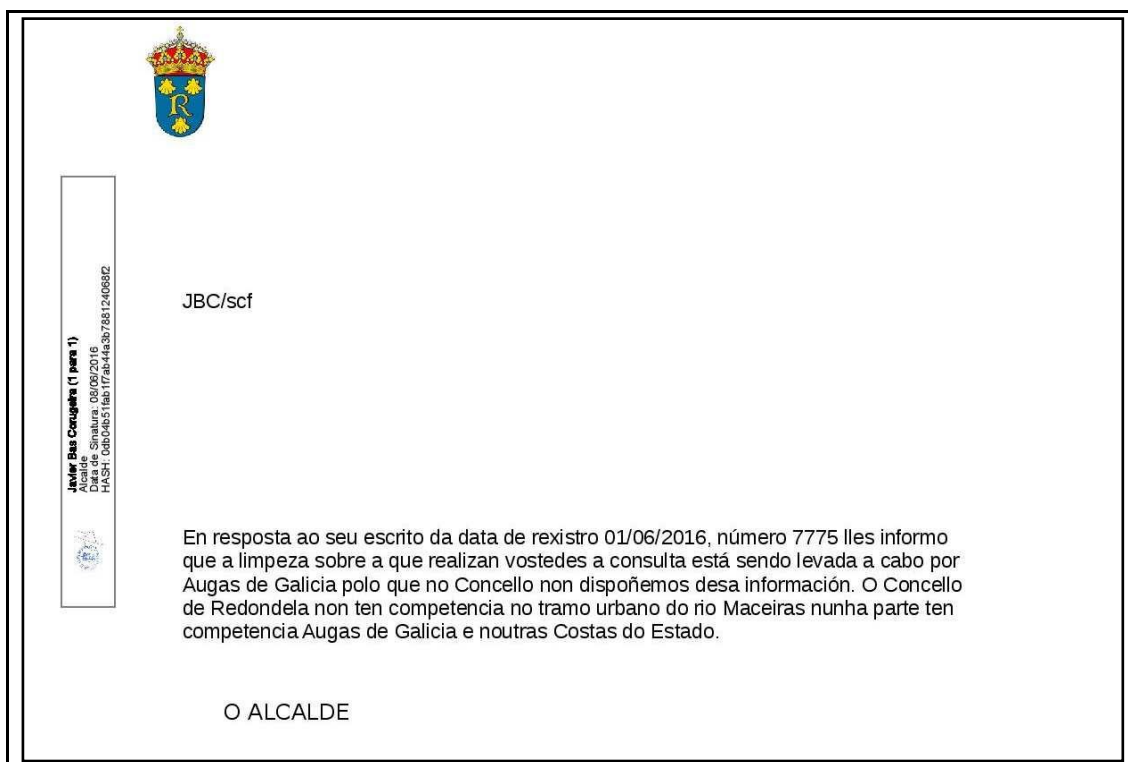 R
JBC/scf
Javier Bas Corugeira (1 para 1)
Alcalde
Data de Sinatura: 08/06/2016
HASH: 0db04b51fab1f7ab44a3b788124068f2
En resposta ao seu escrito da data de rexistro 01/06/2016, número 7775 lles informo
que a limpeza sobre a que realizan vostedes a consulta está sendo levada a cabo por
Augas de Galicia polo que no Concello non dispoñemos desa información. O Concello
de Redondela non ten competencia no tramo urbano do rio Maceiras nunha parte ten
competencia Augas de Galicia e noutras Costas do Estado.
O ALCALDE